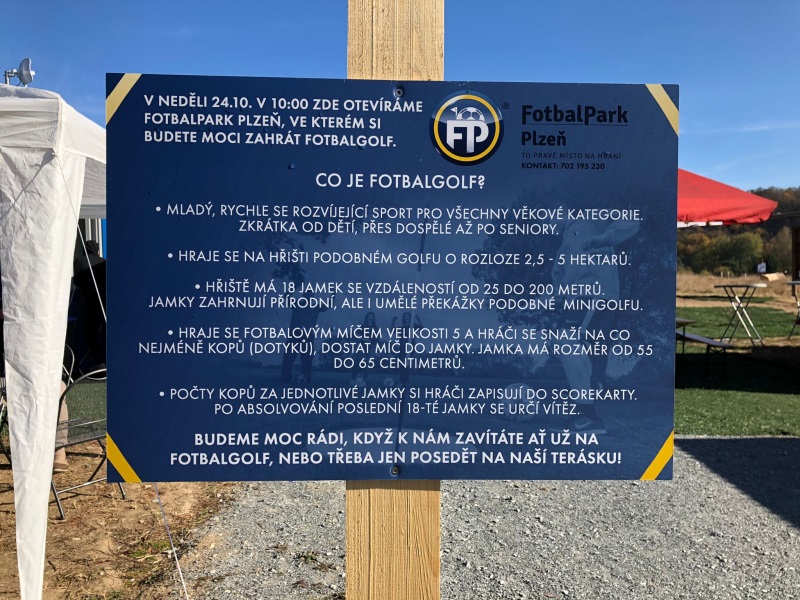 V NEDĚLI 24.10. V 10:00 ZDE OTEVÍRÁME
FOTBALPARK PLZEŇ, VE KTERÉM SI
BUDETE MOCI ZAHRÁT FOTBALGOLF.
FP
®
FotbalPark
Plzeň
TO PRAVÉ MÍSTO NA HRANÍ
KONTAKT: 702 195 230
CO JE FOTBALGOLF?
• MLADÝ, RYCHLE SE ROZVÍJEJÍCÍ SPORT PRO VŠECHNY VĚKOVÉ KATEGORIE.
ZKRÁTKA OD DĚTÍ, PŘES DOSPĚLÉ AŽ PO SENIORY.
• HRAJE SE NA HŘIŠTI PODOBNÉM GOLFU O ROZLOZE 2,5 - 5 HEKTARŮ.
• HŘIŠTĚ MÁ 18 JAMEK SE VZDÁLENOSTÍ OD 25 DO 200 METRŮ.
JAMKY ZAHRNUJÍ PŘÍRODNÍ, ALE I UMĚLÉ PŘEKÁŽKY PODOBNÉ MINIGOLFU.
• HRAJE SE FOTBALOVÝM MÍČEM VELIKOSTI 5 A HRÁČI SE SNAŽÍ NA CO
NEJMÉNĚ KOPŮ (DOTYKŮ), DOSTAT MÍČ DO JAMKY. JAMKA MÁ ROZMĚR OD 55
DO 65 CENTIMETRŮ.
• POČTY KOPŮ ZA JEDNOTLIVÉ JAMKY SI HRÁČI ZAPISUJÍ DO SCOREKARTY.
PO ABSOLVOVÁNÍ POSLEDNÍ 18-TÉ JAMKY SE URČÍ VÍTĚZ.
BUDEME MOC RÁDI, KDYŽ K NÁM ZAVÍTÁTE AŤ UŽ NA
FOTBALGOLF, NEBO TŘEBA JEN POSEDĚT NA NAŠÍ TERÁSKU!